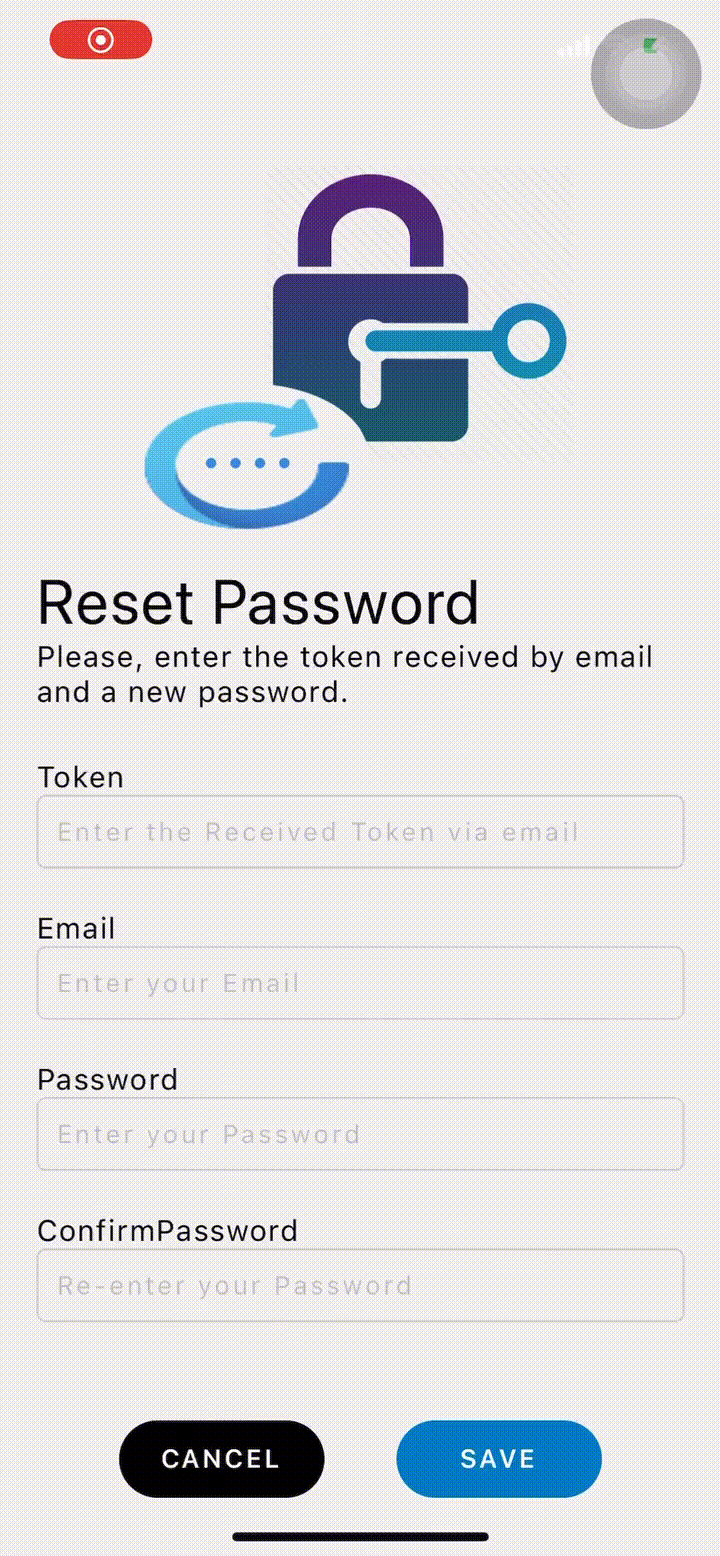 Reset Password
Please, enter the token received by email
and a new password.
Token
Enter the Received Token via email
Email
Enter your Email
Password
Enter your Password
ConfirmPassword
Re-enter your Password
CANCEL
SAVE